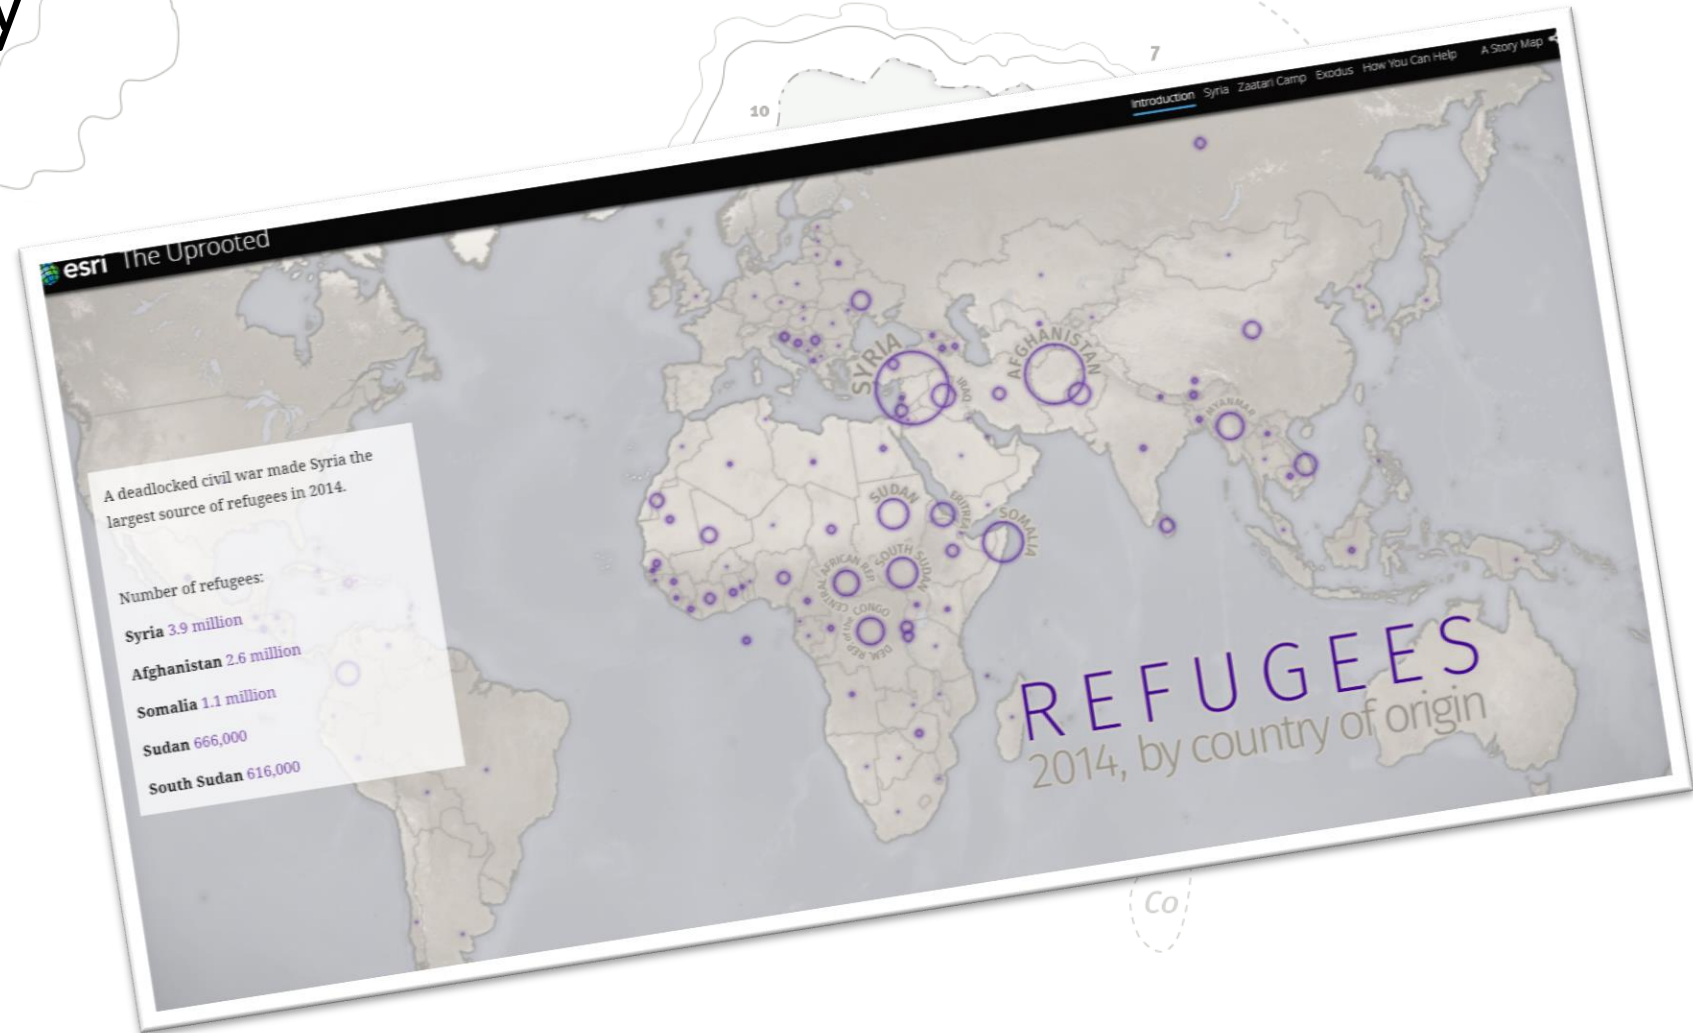 y
7
10
Introduction Syria Zaatari Camp Exodus How You Can Help A Story Map
esri The Uprooted
A deadlocked civil war made Syria the
largest source of refugees in 2014.
Number of refugees:
Syria 3.9 million
Afghanistan 2.6 million
Somalia 1.1 million
Sudan 666,000
South Sudan 616,000
SYRIA
IRAQ
AFGHANISTAN
MYANMAR
SUDAN
ERITREA
SOMALIA
CENTRAL AFRICAN REP.
SOUTH SUDAN
DEM. REP of the CONGO
REFUGEES
2014, by country of origin
Co